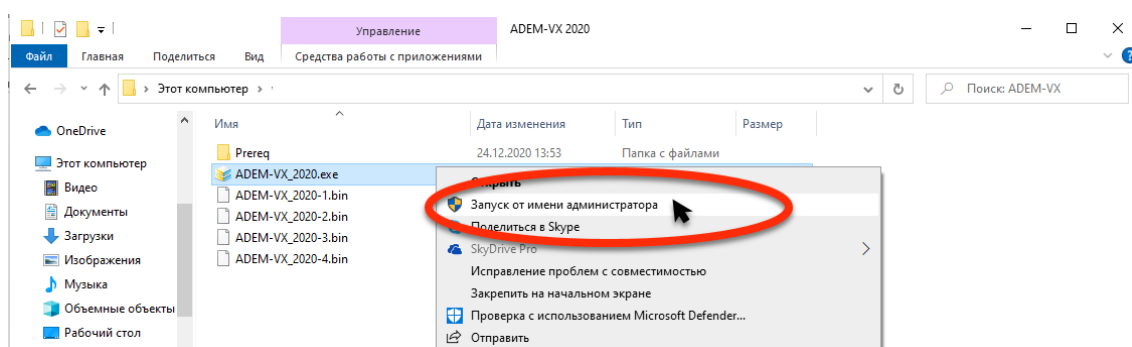 Управление
ADEM-VX 2020
Файл Главная Поделиться Вид Средства работы с приложениями
Этот компьютер
Поиск: ADEM-VX
Имя Дата изменения Тип Размер
OneDrive
Prereq 24.12.2020 13:53 Папка с файлами
Этот компьютер
ADEM-VX_2020.exe
Открыть
Видео
ADEM-VX_2020-1.bin
Запуск от имени администратора
Документы
ADEM-VX_2020-2.bin
Поделиться в Skype
Загрузки
ADEM-VX_2020-3.bin
SkyDrive Pro
Изображения
ADEM-VX_2020-4.bin
Исправление проблем с совместимостью
Музыка
Закрепить на начальном экране
Объемные объекты
Проверка с использованием Microsoft Defender...
Рабочий стол
Отправить